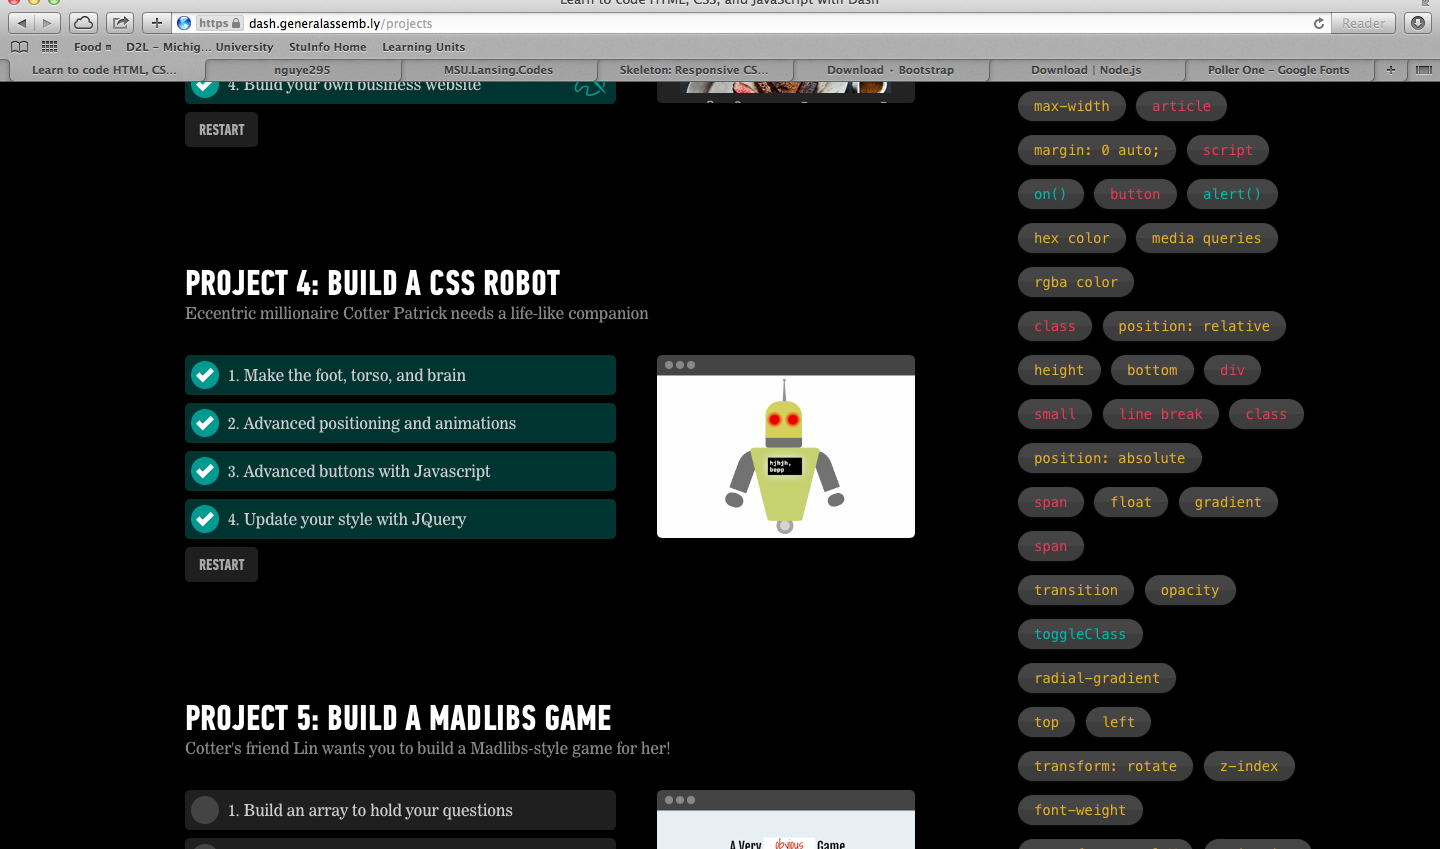 Learn to code HTML, CSS, and JavaScript with Dash
https dash.generalassemb.ly/projects Reader
Food D2L – Michig... University StuInfo Home Learning Units
Learn to code HTML, CS... nguye295 MSU.Lansing.Codes Skeleton: Responsive CS... Download · Bootstrap Download | Node.js Poller One – Google Fonts
4. Build your own business website
RESTART
PROJECT 4: BUILD A CSS ROBOT
Eccentric millionaire Cotter Patrick needs a life-like companion
1. Make the foot, torso, and brain
2. Advanced positioning and animations
3. Advanced buttons with Javascript
4. Update your style with JQuery
hjhjh,
bopp
RESTART
PROJECT 5: BUILD A MADLIBS GAME
Cotter's friend Lin wants you to build a Madlibs-style game for her!
1. Build an array to hold your questions
A Very obvious Game
max-width article
margin: 0 auto; script
on() button alert()
hex color media queries
rgba color
class position: relative
height bottom div
small line break class
position: absolute
span float gradient
span
transition opacity
toggleClass
radial-gradient
top left
transform: rotate z-index
font-weight